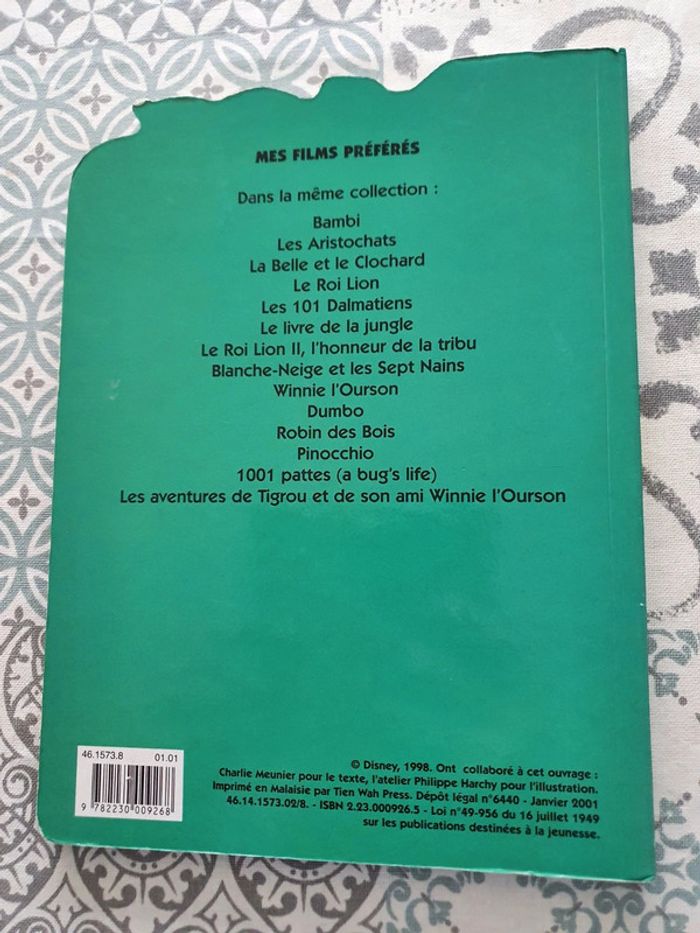 MES FILMS PRÉFÉRÉS
Dans la même collection :
Bambi
Les Aristochats
La Belle et le Clochard
Le Roi Lion
Les 101 Dalmatiens
Le livre de la jungle
Le Roi Lion II, l'honneur de la tribu
Blanche-Neige et les Sept Nains
Winnie l'Ourson
Dumbo
Robin des Bois
Pinocchio
1001 pattes (a bug's life)
Les aventures de Tigrou et de son ami Winnie l'Ourson
46.1573.8 01.01
9 782230 009268
© Disney, 1998. Ont collaboré à cet ouvrage :
Charlie Meunier pour le texte, l'atelier Philippe Harchy pour l'illustration.
Imprimé en Malaisie par Tien Wah Press. Dépôt légal n°6440 - Janvier 2001
46.14.1573.02/8. - ISBN 2.23.000926.5 - Loi n°49-956 du 16 juillet 1949
sur les publications destinées à la jeunesse.